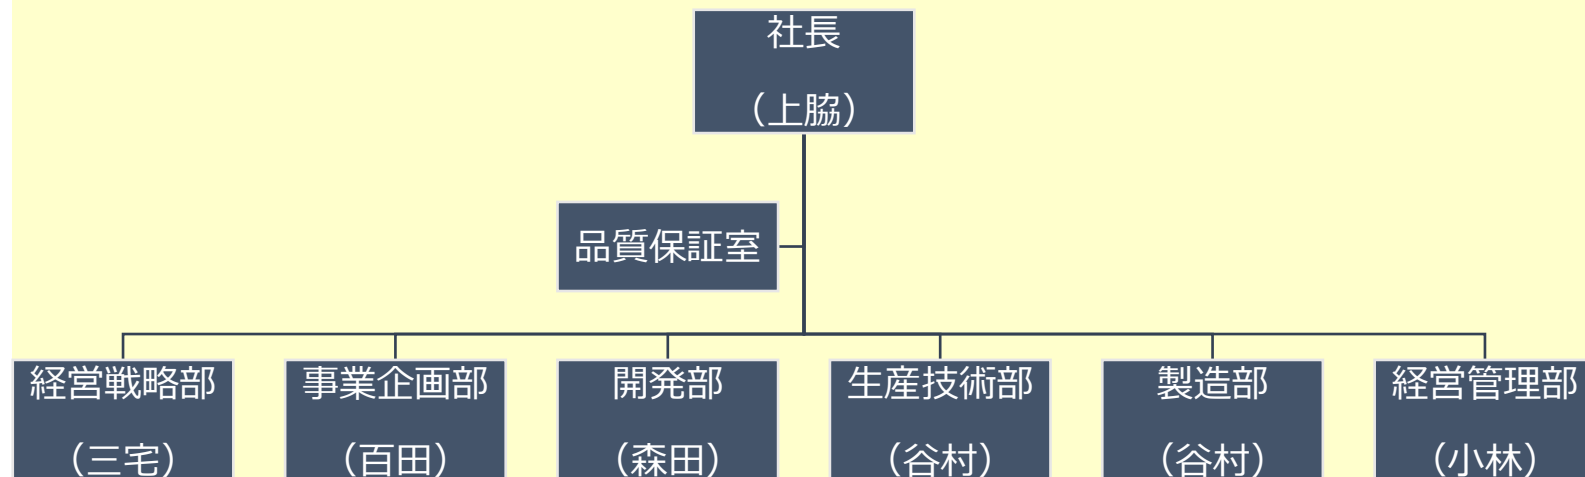 社長
（上脇）
品質保証室
経営戦略部
（三宅）
事業企画部
（百田）
開発部
（森田）
生産技術部
（谷村）
製造部
（谷村）
経営管理部
（小林）